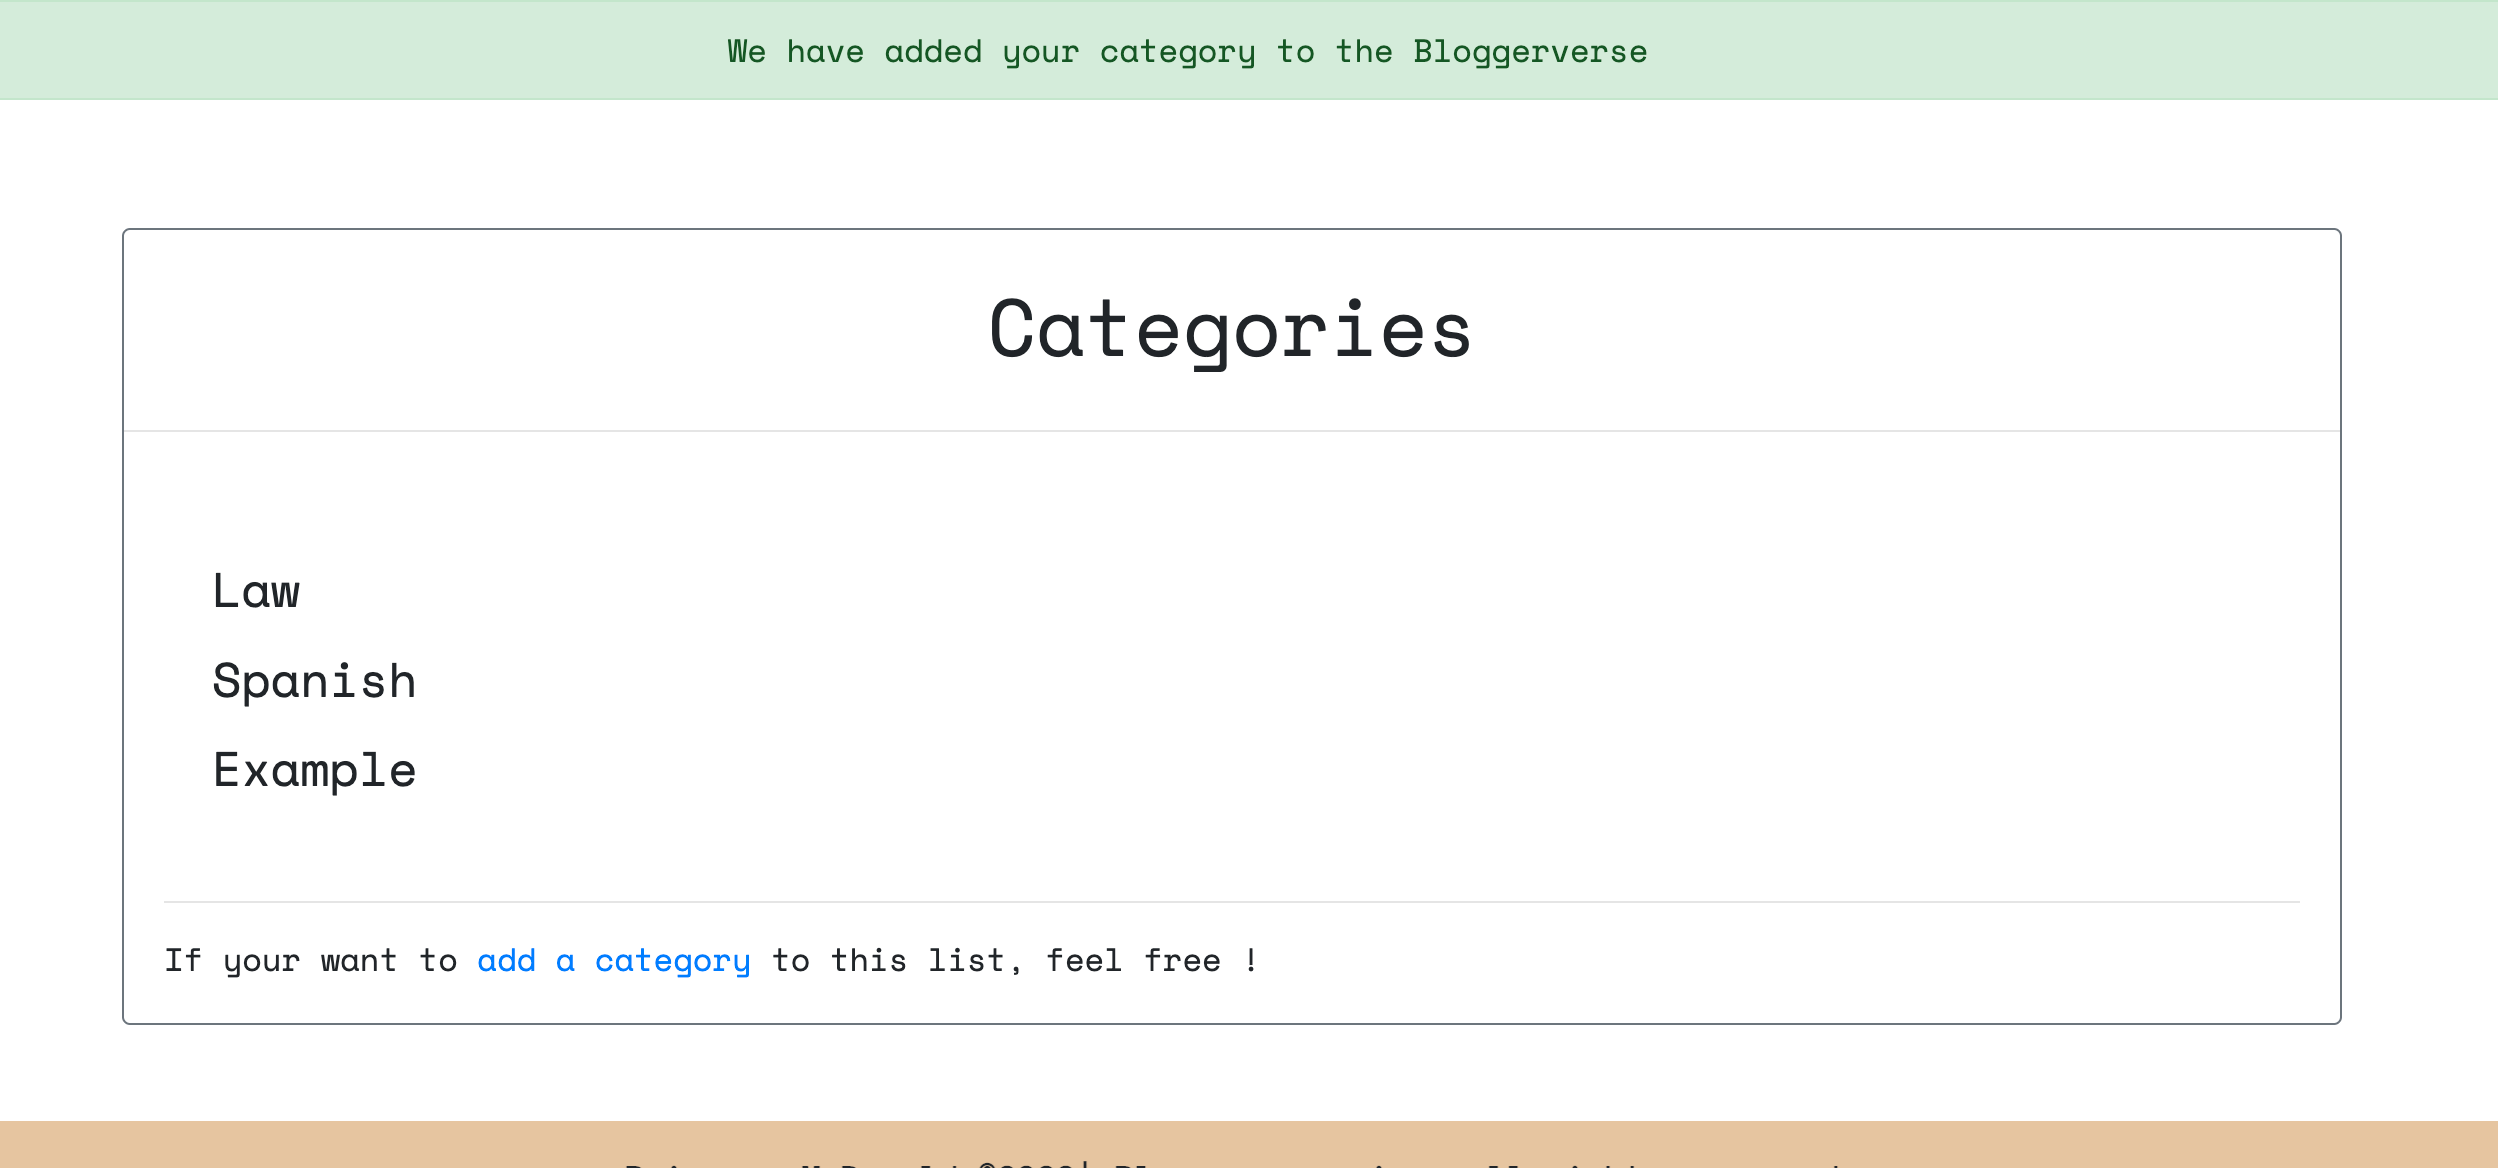 We have added your category to the Bloggerverse
Categories
Law
Spanish
Example
If your want to add a category to this list, feel free !